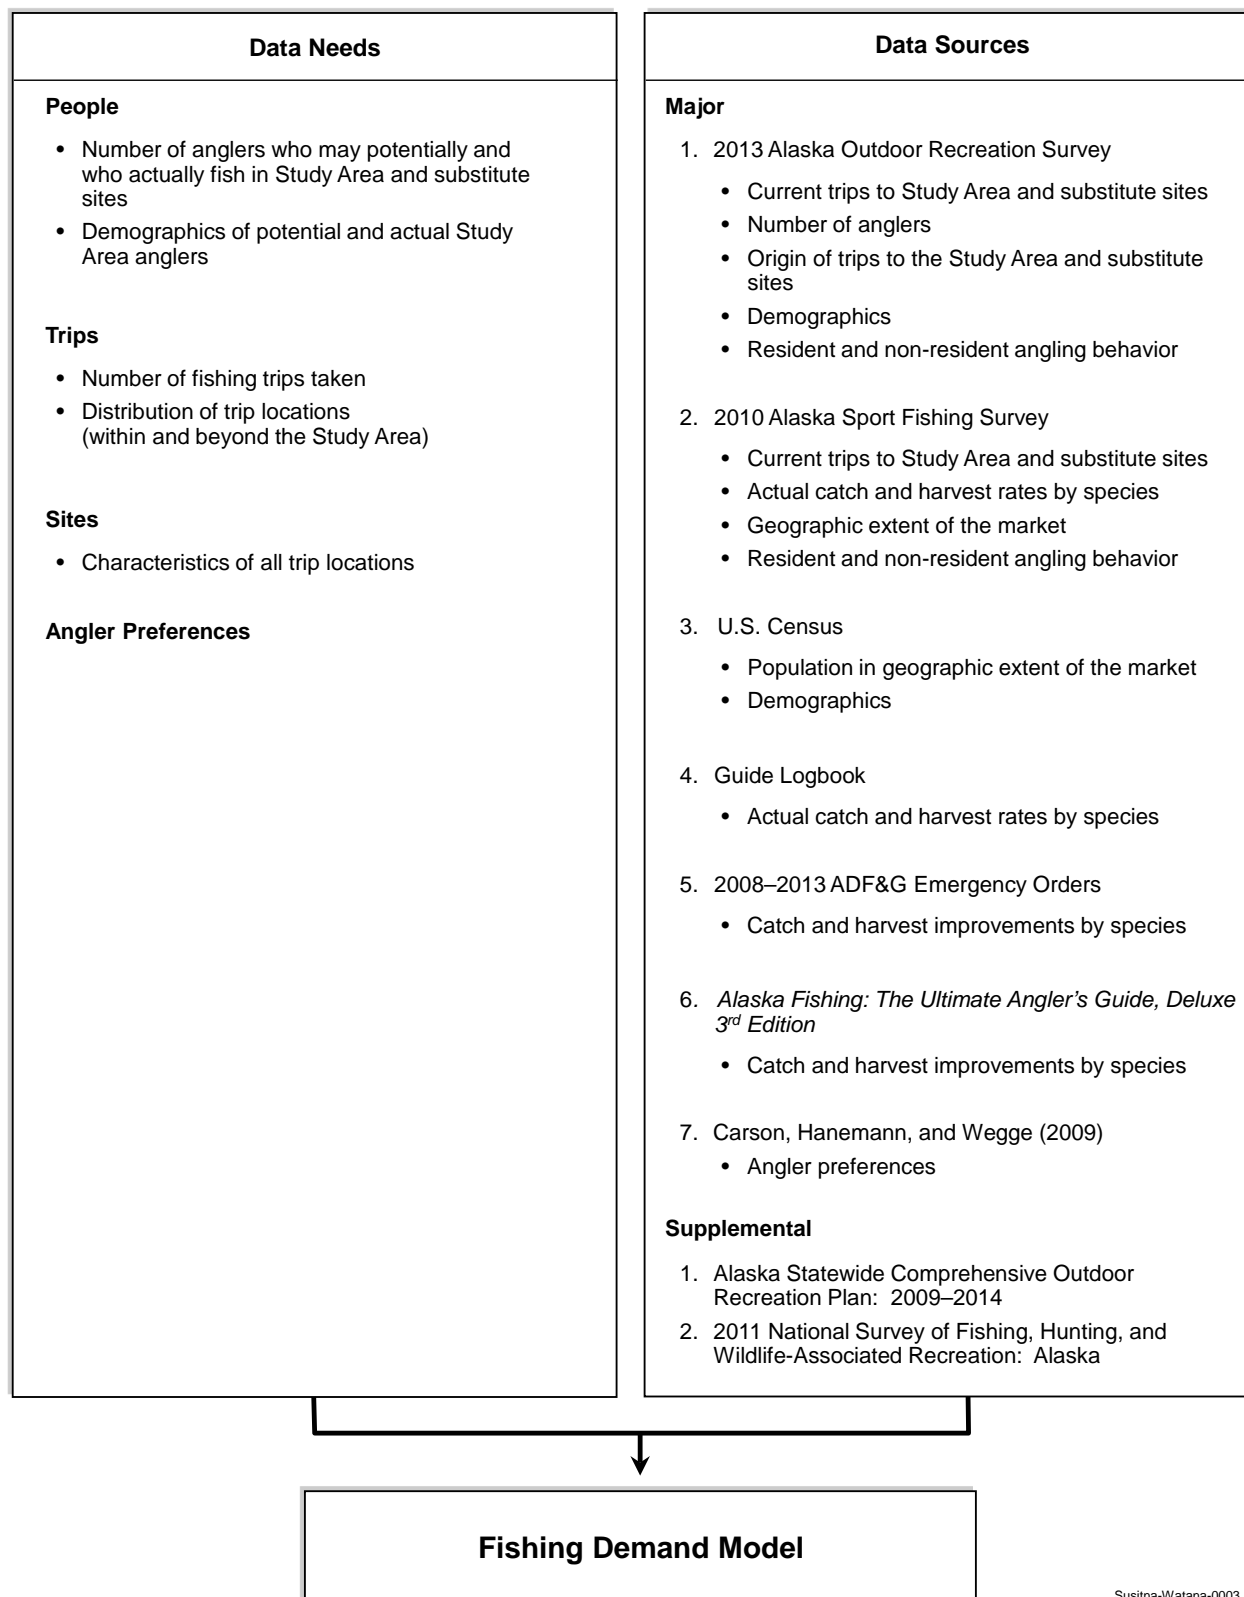 Data Needs
People
• Number of anglers who may potentially and
who actually fish in Study Area and substitute
sites
• Demographics of potential and actual Study
Area anglers
Trips
• Number of fishing trips taken
• Distribution of trip locations
(within and beyond the Study Area)
Sites
• Characteristics of all trip locations
Angler Preferences
Data Sources
Major
1. 2013 Alaska Outdoor Recreation Survey
• Current trips to Study Area and substitute sites
• Number of anglers
• Origin of trips to the Study Area and substitute
sites
• Demographics
• Resident and non-resident angling behavior
2. 2010 Alaska Sport Fishing Survey
• Current trips to Study Area and substitute sites
• Actual catch and harvest rates by species
• Geographic extent of the market
• Resident and non-resident angling behavior
3. U.S. Census
• Population in geographic extent of the market
• Demographics
4. Guide Logbook
• Actual catch and harvest rates by species
5. 2008–2013 ADF&G Emergency Orders
• Catch and harvest improvements by species
6. Alaska Fishing: The Ultimate Angler’s Guide, Deluxe
3rd Edition
• Catch and harvest improvements by species
7. Carson, Hanemann, and Wegge (2009)
• Angler preferences
Supplemental
1. Alaska Statewide Comprehensive Outdoor
Recreation Plan: 2009–2014
2. 2011 National Survey of Fishing, Hunting, and
Wildlife-Associated Recreation: Alaska
Fishing Demand Model
Susitna-Watana-0003